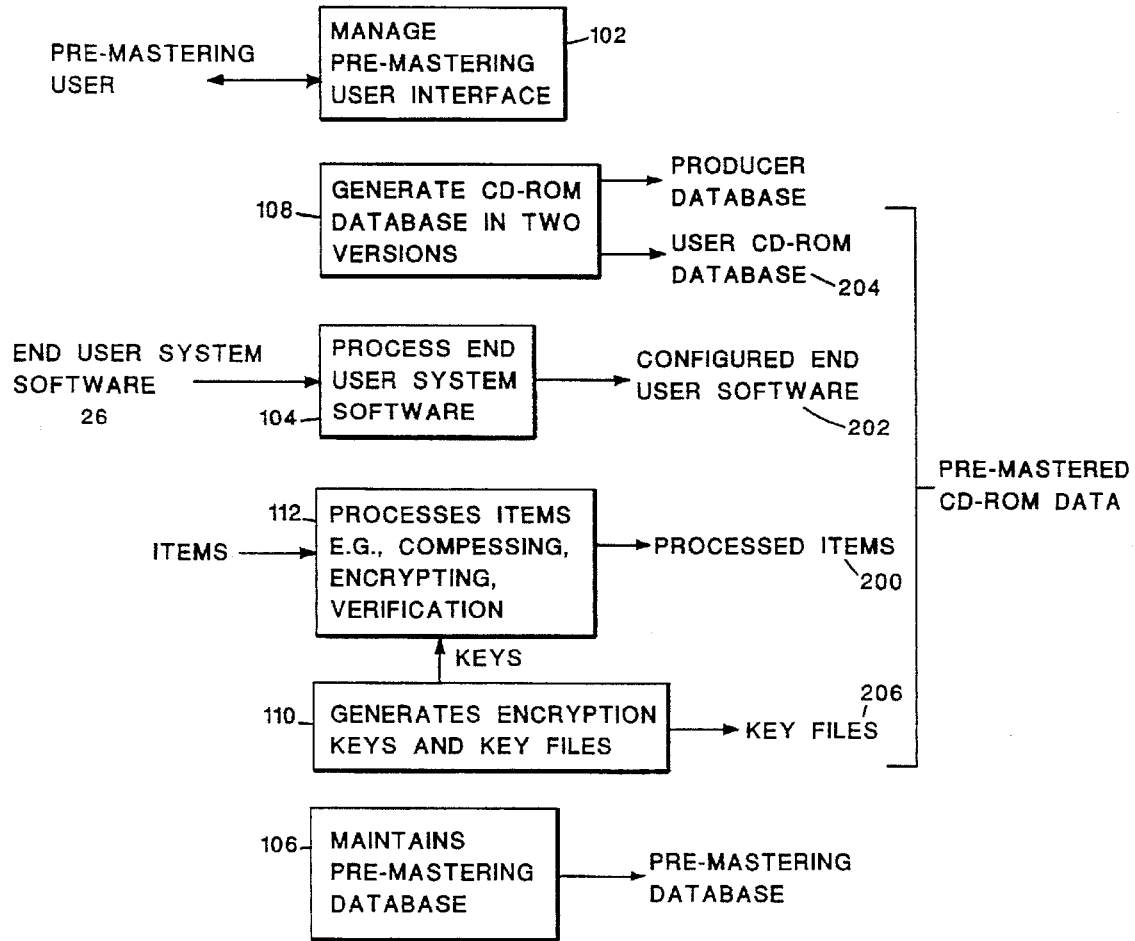 PRE-MASTERING
USER
MANAGE
PRE-MASTERING
USER INTERFACE
102
108
GENERATE CD-ROM
DATABASE IN TWO
VERSIONS
PRODUCER
DATABASE
USER CD-ROM
DATABASE
204
END USER SYSTEM
SOFTWARE
26
104
PROCESS END
USER SYSTEM
SOFTWARE
CONFIGURED END
USER SOFTWARE
202
PRE-MASTERED
CD-ROM DATA
112
ITEMS
PROCESSES ITEMS
E.G., COMPESSING,
ENCRYPTING,
VERIFICATION
PROCESSED ITEMS
200
KEYS
110
GENERATES ENCRYPTION
KEYS AND KEY FILES
206
KEY FILES
106
MAINTAINS
PRE-MASTERING
DATABASE
PRE-MASTERING
DATABASE